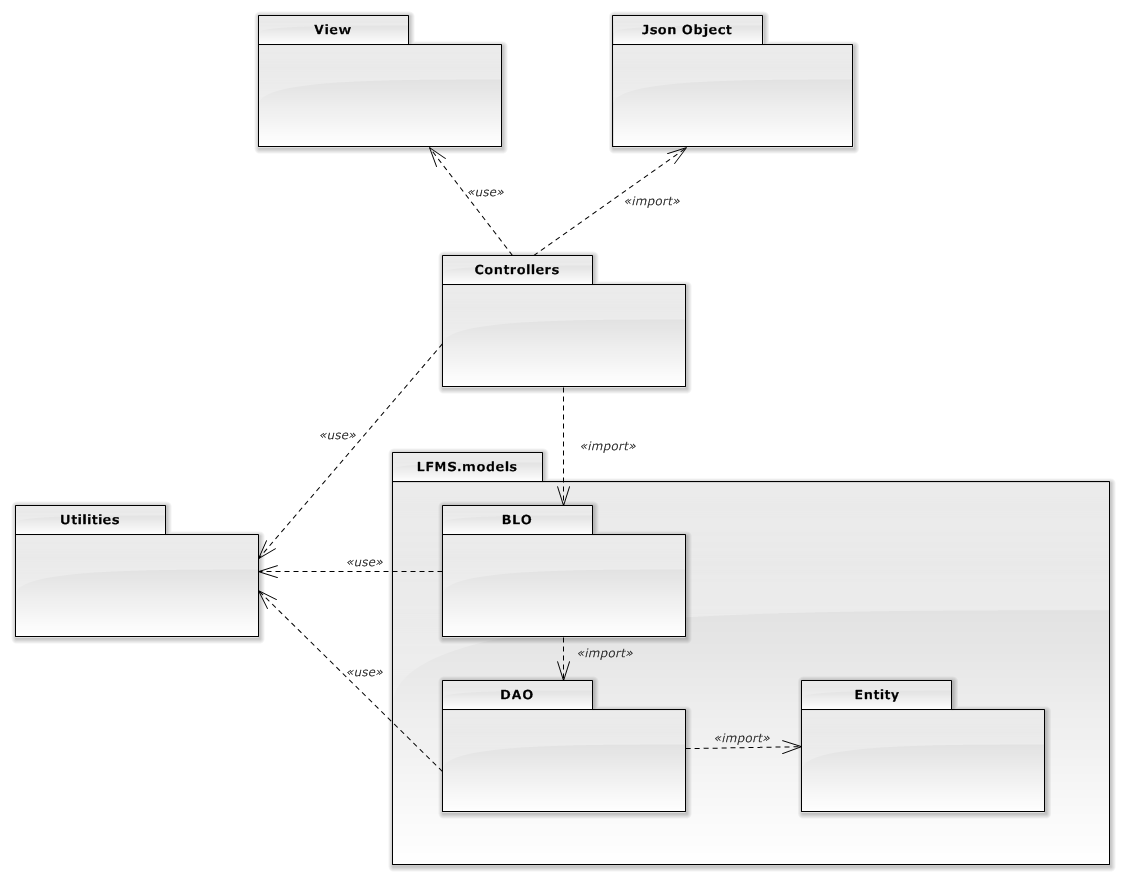 View
Json Object
«use»
«import»
Controllers
«use»
«import»
LFMS.models
Utilities
BLO
«use»
«import»
«use»
DAO
Entity
«import»